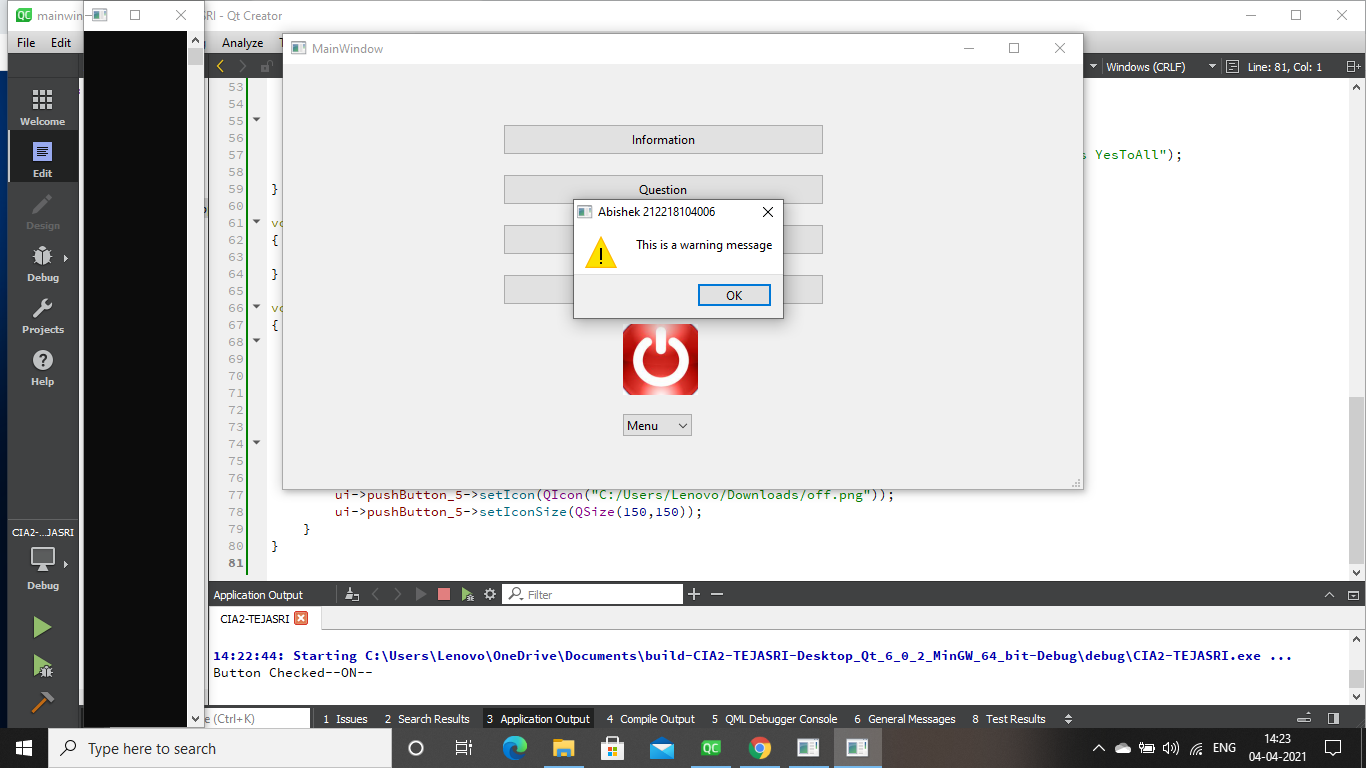 mainwin
JASRI - Qt Creator
File Edit
Analyze
MainWindow
Windows (CRLF)
Line: 81, Col: 1
Welcome
Edit
Design
Debug
Projects
Help
CIA2-...JASRI
Debug
53
54
55
56
57 YesToAll");
58
59 }
60
61
62 {
63
64 }
65
66
67 {
68
69
70
71
72
73
74
75
76
77 ui->pushButton_5->setIcon(QIcon("C:/Users/Lenovo/Downloads/off.png"));
78 ui->pushButton_5->setIconSize(QSize(150,150));
79 }
80 }
81
Information
Question
Abishek 212218104006
This is a warning message
OK
Menu
Application Output
Filter
CIA2-TEJASRI
14:22:44: Starting C:\Users\Lenovo\OneDrive\Documents\build-CIA2-TEJASRI-Desktop_Qt_6_0_2_MinGW_64_bit-Debug\debug\CIA2-TEJASRI.exe ...
Button Checked--ON--
(Ctrl+K)
1 Issues 2 Search Results 3 Application Output 4 Compile Output 5 QML Debugger Console 6 General Messages 8 Test Results
Type here to search
ENG
14:23
04-04-2021